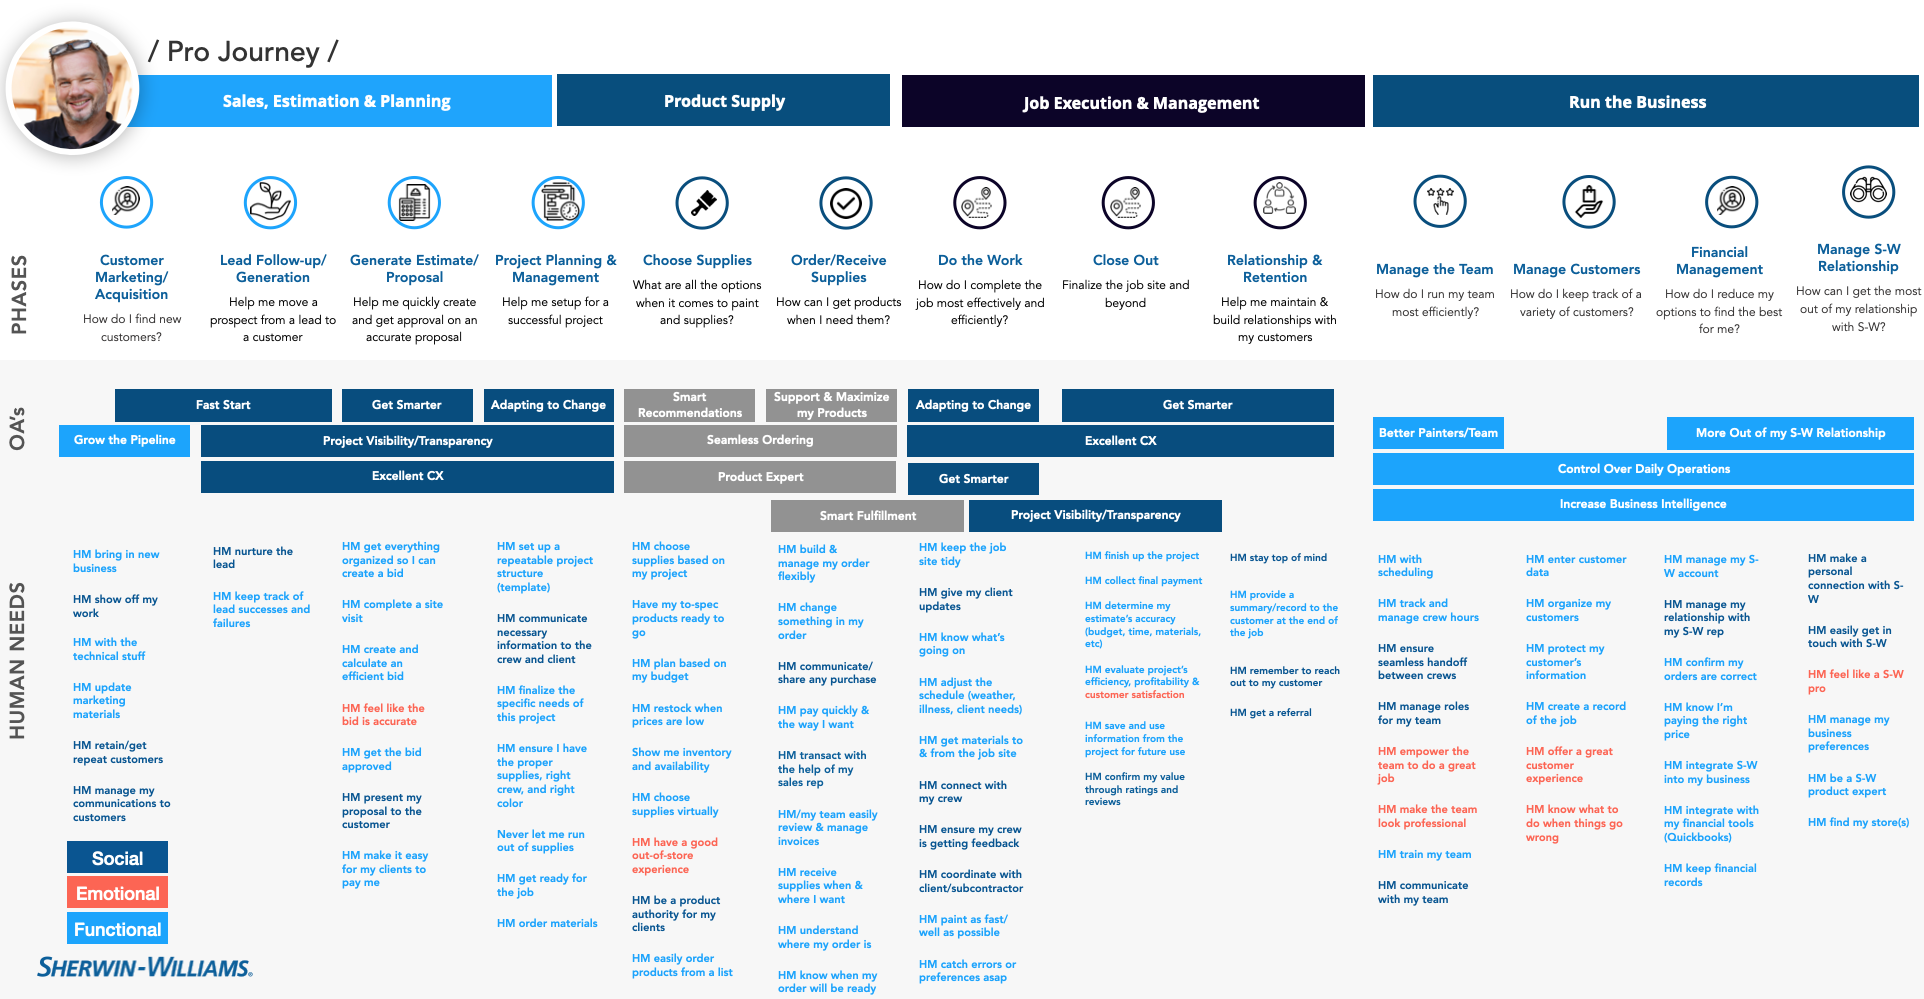 / Pro Journey /
Sales, Estimation & Planning
Product Supply
Job Execution & Management
Run the Business
PHASES
Customer
Marketing/
Acquisition
How do I find new
customers?
Lead Follow-up/
Generation
Help me move a
prospect from a lead to
a customer
Generate Estimate/
Proposal
Help me quickly create
and get approval on an
accurate proposal
Project Planning &
Management
Help me setup for a
successful project
Choose Supplies
What are all the options
when it comes to paint
and supplies?
Order/Receive
Supplies
How can I get products
when I need them?
Do the Work
How do I complete the
job most effectively and
efficiently?
Close Out
Finalize the job site and
beyond
Relationship &
Retention
Help me maintain &
build relationships with
my customers
Manage the Team
How do I run my team
most efficiently?
Manage Customers
How do I keep track of a
variety of customers?
Financial
Management
How do I reduce my
options to find the best
for me?
Manage S-W
Relationship
How can I get the most
out of my relationship
with S-W?
OA's
Fast Start
Get Smarter
Adapting to Change
Smart
Recommendations
Support & Maximize
my Products
Adapting to Change
Get Smarter
Grow the Pipeline
Project Visibility/Transparency
Seamless Ordering
Excellent CX
Better Painters/Team
More Out of my S-W Relationship
Excellent CX
Product Expert
Get Smarter
Control Over Daily Operations
Smart Fulfillment
Project Visibility/Transparency
Increase Business Intelligence
HUMAN NEEDS
HM bring in new
business
HM show off my
work
HM with the
technical stuff
HM update
marketing
materials
HM retain/get
repeat customers
HM manage my
communications to
customers
HM nurture the
lead
HM keep track of
lead successes and
failures
HM get everything
organized so I can
create a bid
HM complete a site
visit
HM create and
calculate an
efficient bid
HM feel like the
bid is accurate
HM get the bid
approved
HM present my
proposal to the
customer
HM make it easy
for my clients to
pay me
HM set up a
repeatable project
structure
(template)
HM communicate
necessary
information to the
crew and client
HM finalize the
specific needs of
this project
HM ensure I have
the proper
supplies, right
crew, and right
color
Never let me run
out of supplies
HM get ready for
the job
HM order materials
HM choose
supplies based on
my project
Have my to-spec
products ready to
go
HM plan based on
my budget
HM restock when
prices are low
Show me inventory
and availability
HM choose
supplies virtually
HM have a good
out-of-store
experience
HM be a product
authority for my
clients
HM easily order
products from a list
HM build &
manage my order
flexibly
HM change
something in my
order
HM communicate/
share any purchase
HM pay quickly &
the way I want
HM transact with
the help of my
sales rep
HM/my team easily
review & manage
invoices
HM receive
supplies when &
where I want
HM understand
where my order is
HM know when my
order will be ready
HM keep the job
site tidy
HM give my client
updates
HM know what's
going on
HM adjust the
schedule (weather,
illness, client needs)
HM get materials to
& from the job site
HM connect with
my crew
HM ensure my crew
is getting feedback
HM coordinate with
client/subcontractor
HM paint as fast/
well as possible
HM catch errors or
preferences asap
HM finish up the project
HM collect final payment
HM determine my
estimate's accuracy
(budget, time, materials,
etc)
HM evaluate project's
efficiency, profitability &
customer satisfaction
HM save and use
information from the
project for future use
HM confirm my value
through ratings and
reviews
HM stay top of mind
HM provide a
summary/record to the
customer at the end of
the job
HM remember to reach
out to my customer
HM get a referral
HM with
scheduling
HM track and
manage crew hours
HM ensure
seamless handoff
between crews
HM manage roles
for my team
HM empower the
team to do a great
job
HM make the team
look professional
HM train my team
HM communicate
with my team
HM enter customer
data
HM organize my
customers
HM protect my
customer's
information
HM create a record
of the job
HM offer a great
customer
experience
HM know what to
do when things go
wrong
HM manage my S-
W account
HM manage my
relationship with
my S-W rep
HM confirm my
orders are correct
HM know I'm
paying the right
price
HM integrate S-W
into my business
HM integrate with
my financial tools
(Quickbooks)
HM keep financial
records
HM make a
personal
connection with S-
W
HM easily get in
touch with S-W
HM feel like a S-W
pro
HM manage my
business
preferences
HM be a S-W
product expert
HM find my store(s)
Social
Emotional
Functional
SHERWIN-WILLIAMS®